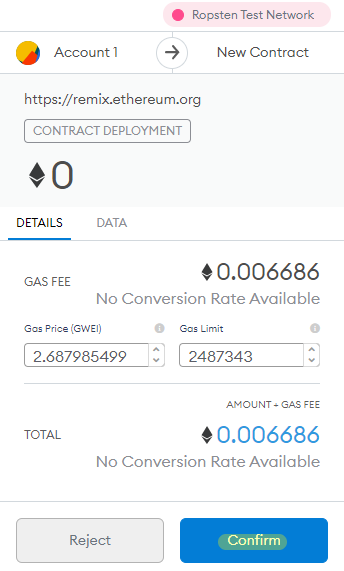 Ropsten Test Network
Account 1
New Contract
https://remix.ethereum.org
CONTRACT DEPLOYMENT
0
DETAILS
DATA
GAS FEE
0.006686
No Conversion Rate Available
Gas Price (GWEI)
Gas Limit
2.687985499
2487343
AMOUNT + GAS FEE
TOTAL
0.006686
No Conversion Rate Available
Reject
Confirm